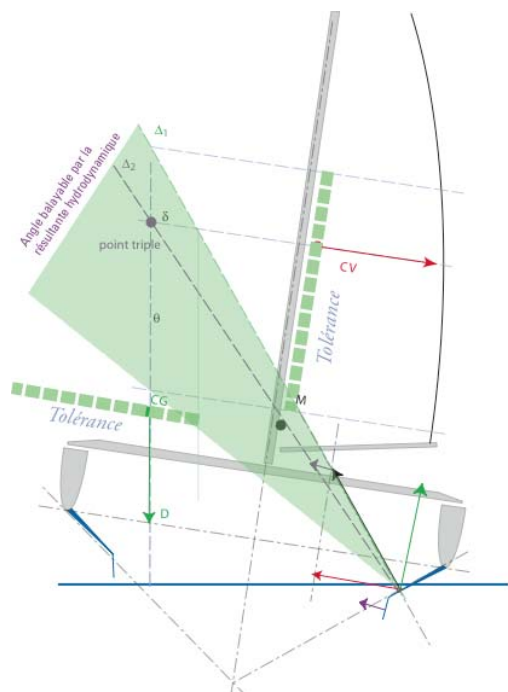 Δ₁
Δ₂
Angle balayable par la
résultante hydrodynamique
δ
point triple
CV
Tolérance
θ
M
CG
Tolérance
D